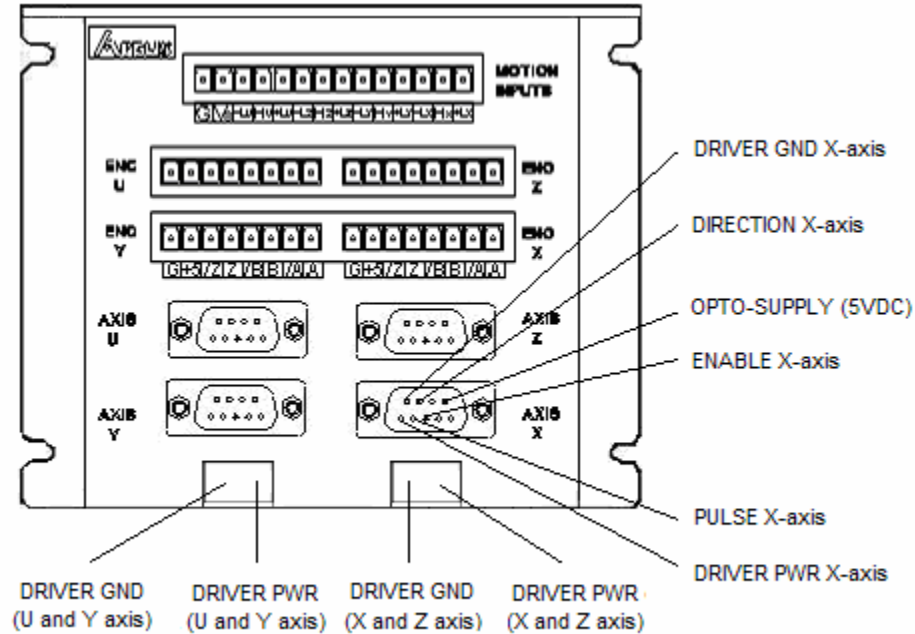 MOTION
INPUTS
ENC
U
Z
DRIVER GND X-axis
DIRECTION X-axis
ENC
Y
X
OPTO-SUPPLY (5VDC)
ENABLE X-axis
AXIS
U
AXIS
Z
AXIS
Y
AXIS
X
PULSE X-axis
DRIVER PWR X-axis
DRIVER GND
(U and Y axis)
DRIVER PWR
(U and Y axis)
DRIVER GND
(X and Z axis)
DRIVER PWR
(X and Z axis)